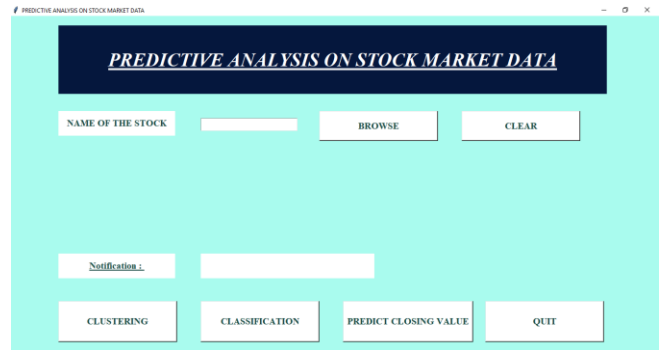 PREDICTIVE ANALYSIS ON STOCK MARKET DATA
PREDICTIVE ANALYSIS ON STOCK MARKET DATA
NAME OF THE STOCK
BROWSE
CLEAR
Notification :
CLUSTERING
CLASSIFICATION
PREDICT CLOSING VALUE
QUIT